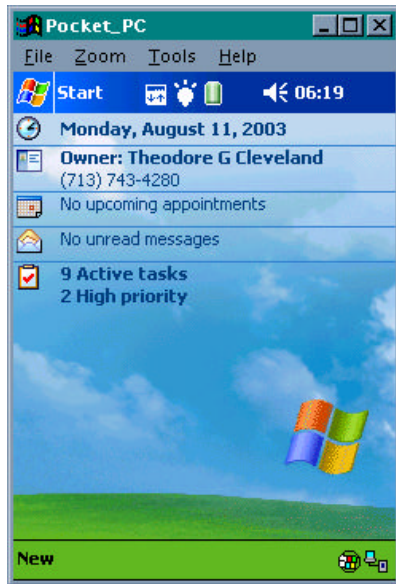 Pocket_PC
File Zoom Tools Help
Start 06:19
Monday, August 11, 2003
Owner: Theodore G Cleveland
(713) 743-4280
No upcoming appointments
No unread messages
9 Active tasks
2 High priority
New